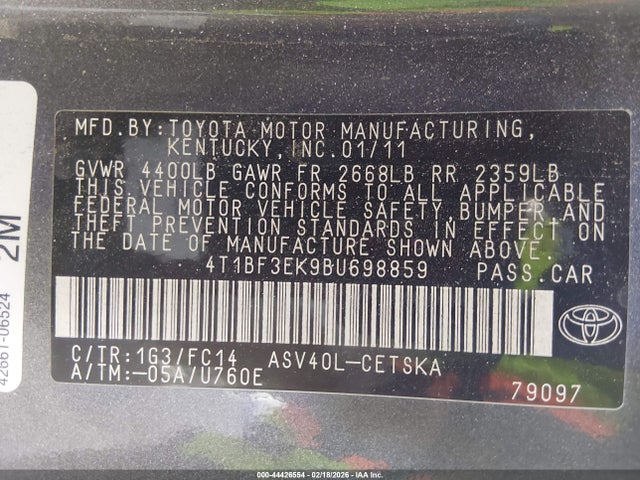 MFD.BY:TOYOTA MOTOR MANUFACTURING,
KENTUCKY,INC.01/11
GVWR 4400LB GAWR FR 2668LB RR 2359LB
THIS VEHICLE CONFORMS TO ALL APPLICABLE
FEDERAL MOTOR VEHICLE SAFETY,BUMPER AND
THEFT PREVENTION STANDARDS IN EFFECT ON
THE DATE OF MANUFACTURE SHOWN ABOVE.
4T1BF3EK9BU698859 PASS.CAR
C/TR:1G3/FC14 ASV40L-CETSKA
A/TM:-05A/U760E
79097
TOYOTA
2M
42661-06524
000-44426554 - 02/18/2026 - IAA Inc.